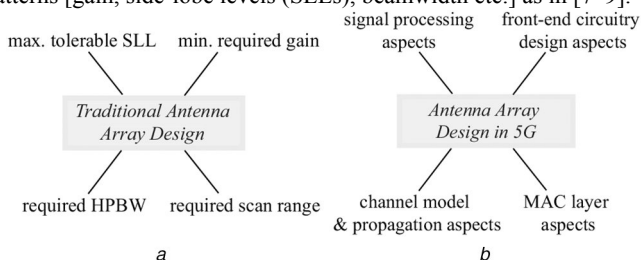 patterns [gain, side-lobe levels (SLLs), beamwidth etc.] as in [7–9].
max. tolerable SLL
min. required gain
Traditional Antenna
Array Design
required HPBW
required scan range
a
signal processing
aspects
front-end circuitry
design aspects
Antenna Array
Design in 5G
channel model
& propagation aspects
MAC layer
aspects
b